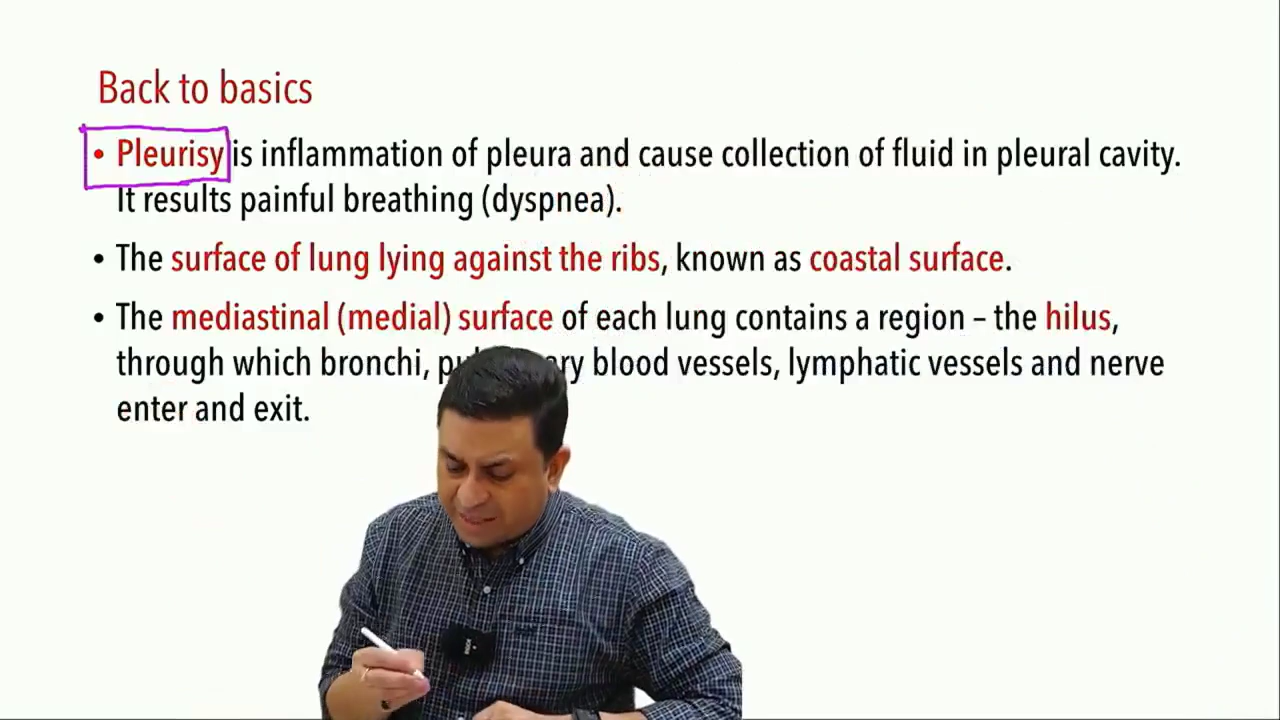 Back to basics
• Pleurisy is inflammation of pleura and cause collection of fluid in pleural cavity.
It results painful breathing (dyspnea).
• The surface of lung lying against the ribs, known as coastal surface.
• The mediastinal (medial) surface of each lung contains a region – the hilus,
through which bronchi, blood vessels, lymphatic vessels and nerve
enter and exit.